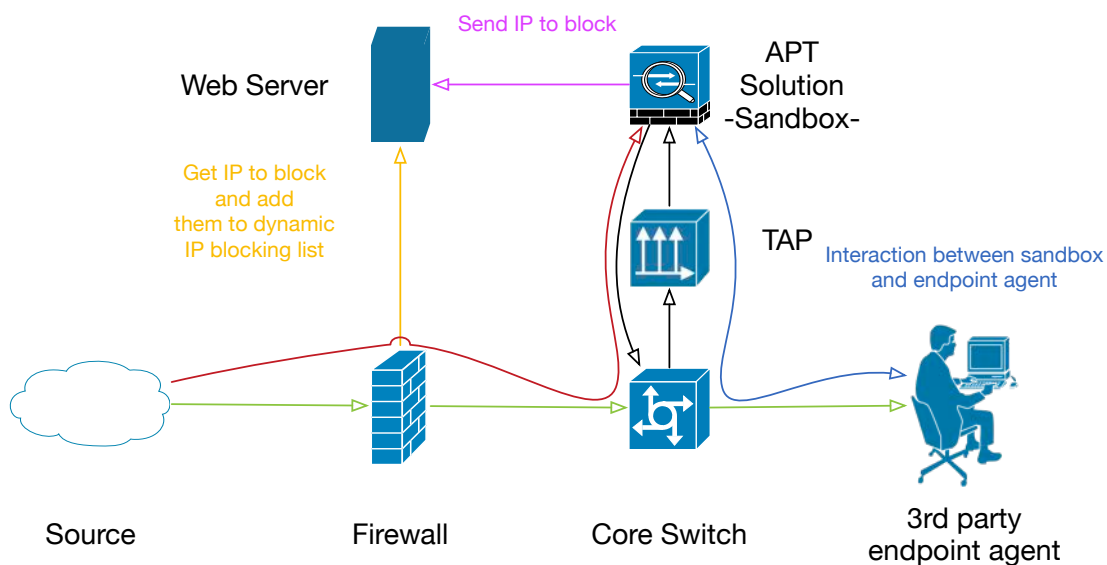 Send IP to block
Web Server
APT
Solution
-Sandbox-
Get IP to block
and add
them to dynamic
IP blocking list
TAP
Interaction between sandbox
and endpoint agent
Source
Firewall
Core Switch
3rd party
endpoint agent